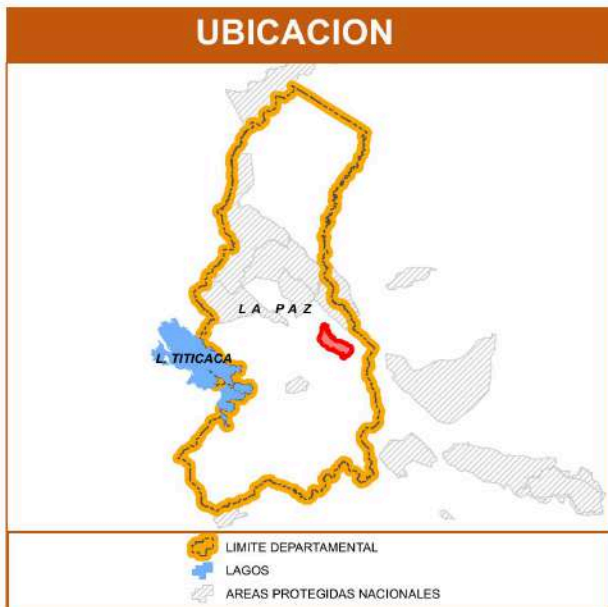 UBICACION
LA PAZ
L. TITICACA
LIMITE DEPARTAMENTAL
LAGOS
AREAS PROTEGIDAS NACIONALES